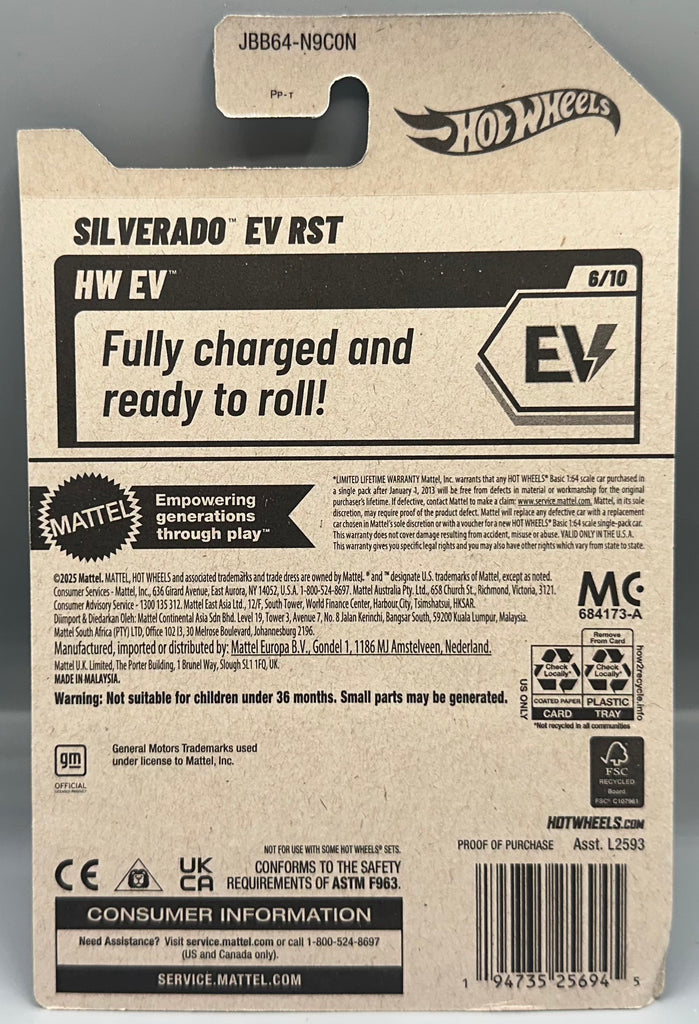 JBB64-N9C0N
PP-T
HOT WHEELS
SILVERADO™ EV RST
HW EV™
6/10
Fully charged and
ready to roll!
EV
MATTEL
Empowering
generations
through play™
*LIMITED LIFETIME WARRANTY Mattel, Inc. warrants that any HOT WHEELS® Basic 1:64 scale car purchased in
a single pack after January 1, 2013 will be free from defects in material or workmanship for the original
purchaser's lifetime. If defective, contact Mattel to make a claim: www.service.mattel.com. Mattel, in its sole
discretion, may require proof of the product defect. Mattel will replace any defective car with a replacement
car chosen in Mattel's sole discretion or with a voucher for a new HOT WHEELS® Basic 1:64 scale single-pack car.
This warranty does not cover damage resulting from accident, misuse or abuse. VALID ONLY IN THE U.S.A.
This warranty gives you specific legal rights and you may also have other rights which vary from state to state.
©2025 Mattel. MATTEL, HOT WHEELS and associated trademarks and trade dress are owned by Mattel. ® and ™ designate U.S. trademarks of Mattel, except as noted.
Consumer Services - Mattel, Inc., 636 Girard Avenue, East Aurora, NY 14052, U.S.A. 1-800-524-8697. Mattel Australia Pty. Ltd., 658 Church St., Richmond, Victoria, 3121.
Consumer Advisory Service - 1300 135 312. Mattel East Asia Ltd., 12/F, South Tower, World Finance Center, Harbour City, Tsimshatsui, HKSAR.
Diimport & Diedarkan Oleh: Mattel Continental Asia Sdn Bhd. Level 19, Tower 3, Avenue 7, No. 8 Jalan Kerinchi, Bangsar South, 59200 Kuala Lumpur, Malaysia.
Mattel South Africa (PTY) LTD, Office 102 I3, 30 Melrose Boulevard, Johannesburg 2196.
Manufactured, imported or distributed by: Mattel Europa B.V., Gondel 1, 1186 MJ Amstelveen, Nederland.
Mattel U.K. Limited, The Porter Building, 1 Brunel Way, Slough SL1 1FQ, UK.
MADE IN MALAYSIA.
Warning: Not suitable for children under 36 months. Small parts may be generated.
MC
684173-A
Remove
From Card
Check
Locally*
Check
Locally*
COATED PAPER
PLASTIC
CARD
TRAY
US ONLY
how2recycle.info
*Not recycled in all communities
gm
OFFICIAL
LICENSED PRODUCT
General Motors Trademarks used
under license to Mattel, Inc.
FSC
RECYCLED
Board
FSC® C107961
HOTWHEELS.COM
NOT FOR USE WITH SOME HOT WHEELS® SETS.
CE
UK
CA
CONFORMS TO THE SAFETY
REQUIREMENTS OF ASTM F963.
PROOF OF PURCHASE Asst. L2593
CONSUMER INFORMATION
Need Assistance? Visit service.mattel.com or call 1-800-524-8697
(US and Canada only).
SERVICE.MATTEL.COM
1 94735 25694 5